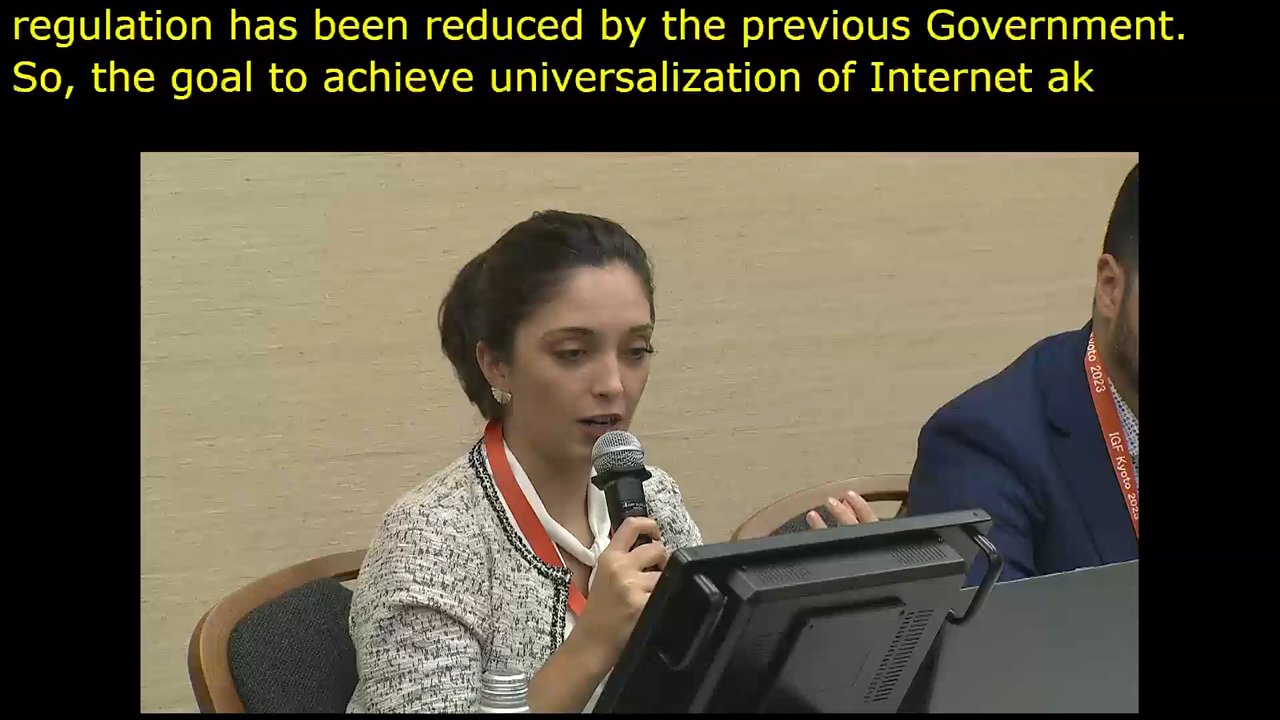 regulation has been reduced by the previous Government.
So, the goal to achieve universalization of Internet ak
yoto 2023
IGF Kyoto 2023